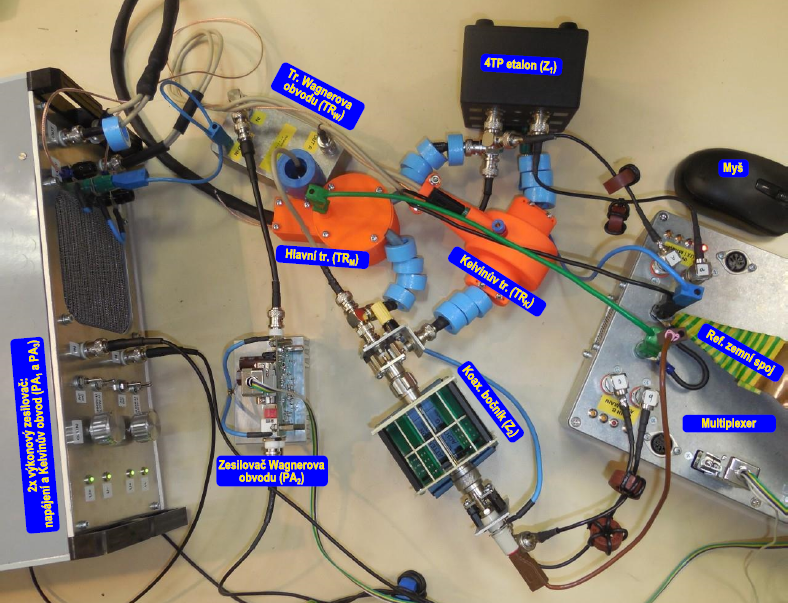 4TP etalon (Z1)
Tr. Wagnerova
obvodu (TRW)
Myš
Hlavní tr. (TRM)
Kelvinův tr. (TRK)
Ref. zemní spoj
2x výkonový zesilovač:
napájení a Kelvinův obvod (PA1 a PA3)
Koax. bočník (Z2)
Multiplexer
Zesilovač Wagnerova
obvodu (PA2)